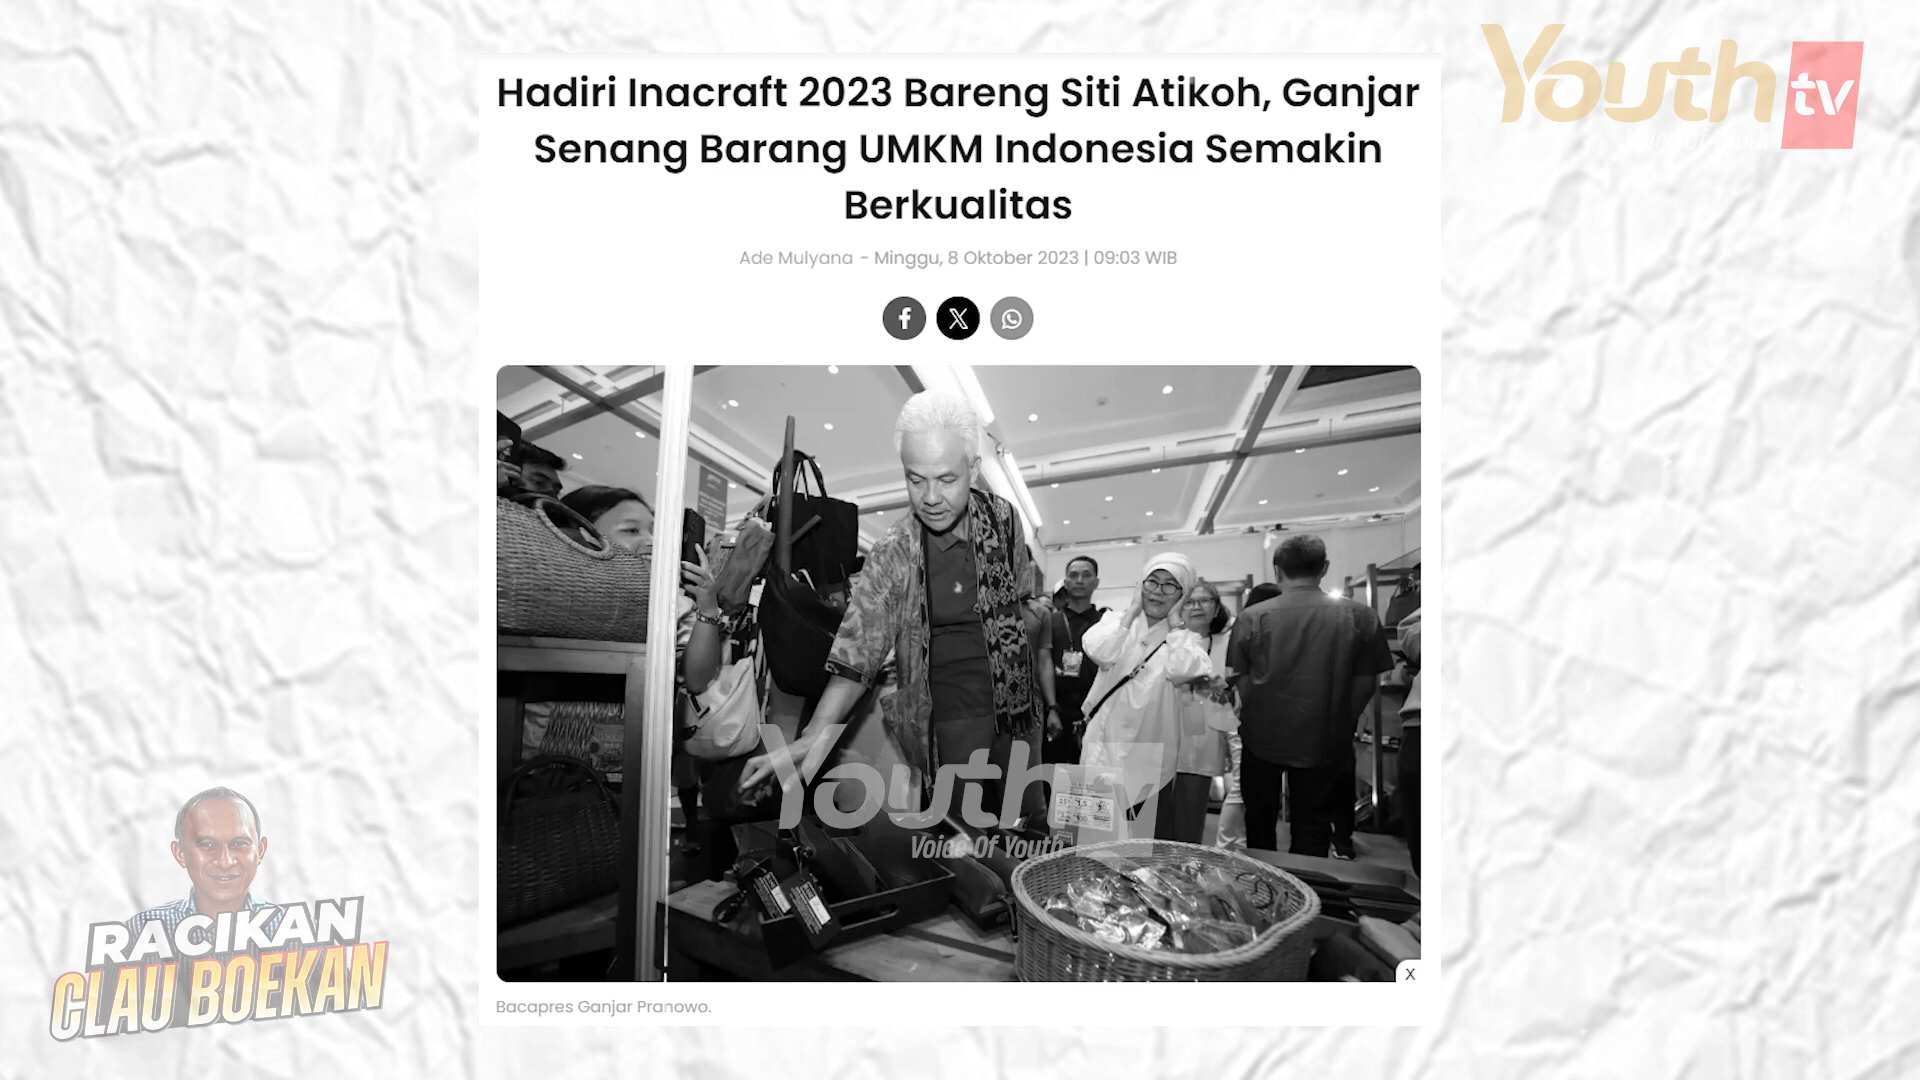 Youth tv
Hadiri Inacraft 2023 Bareng Siti Atikoh, Ganjar
Senang Barang UMKM Indonesia Semakin
Berkualitas
Ade Mulyana - Minggu, 8 Oktober 2023 | 09:03 WIB
Youth tv
Voice Of Youth
X
Bacapres Ganjar Pranowo.
RACIKAN
CLAU BOEKAN